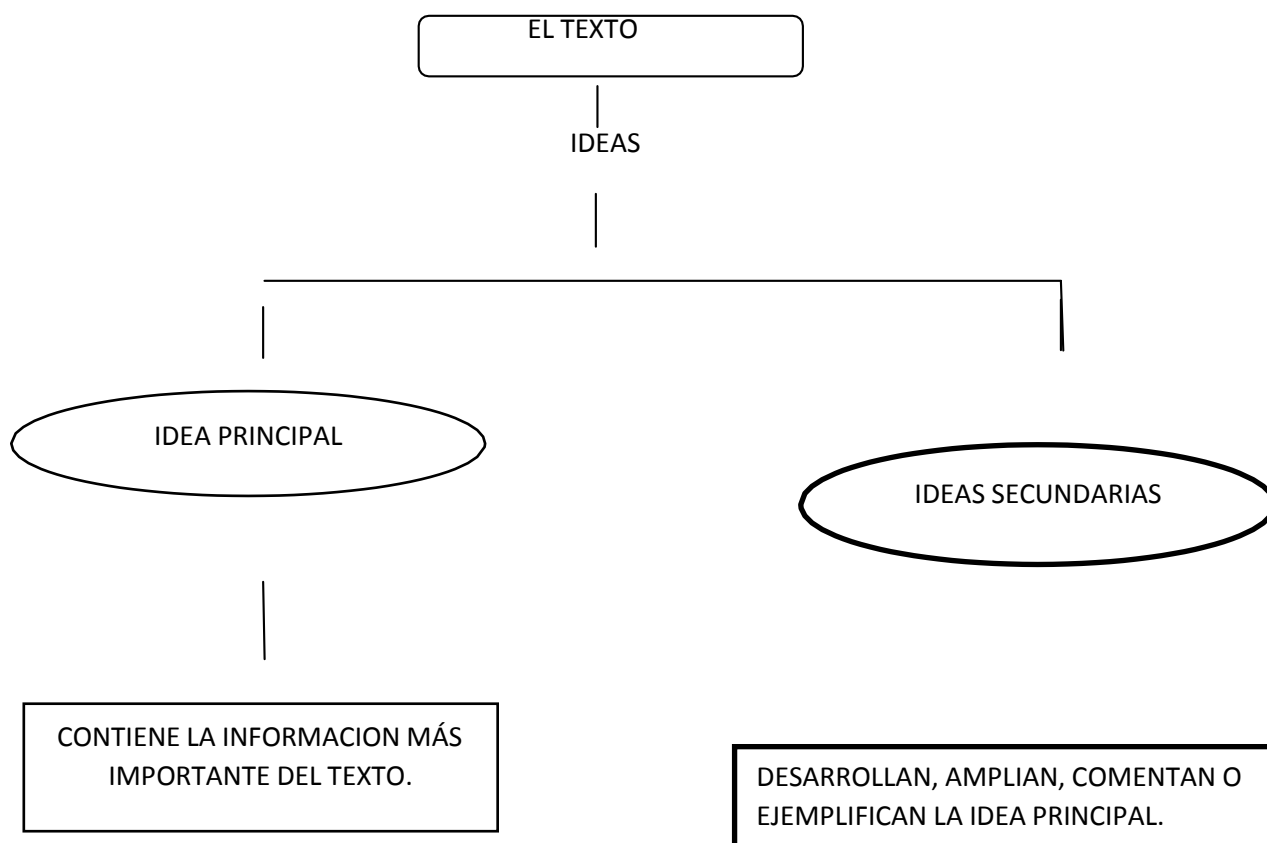 EL TEXTO
IDEAS
IDEA PRINCIPAL
IDEAS SECUNDARIAS
CONTIENE LA INFORMACION MÁS
IMPORTANTE DEL TEXTO.
DESARROLLAN, AMPLIAN, COMENTAN O
EJEMPLIFICAN LA IDEA PRINCIPAL.